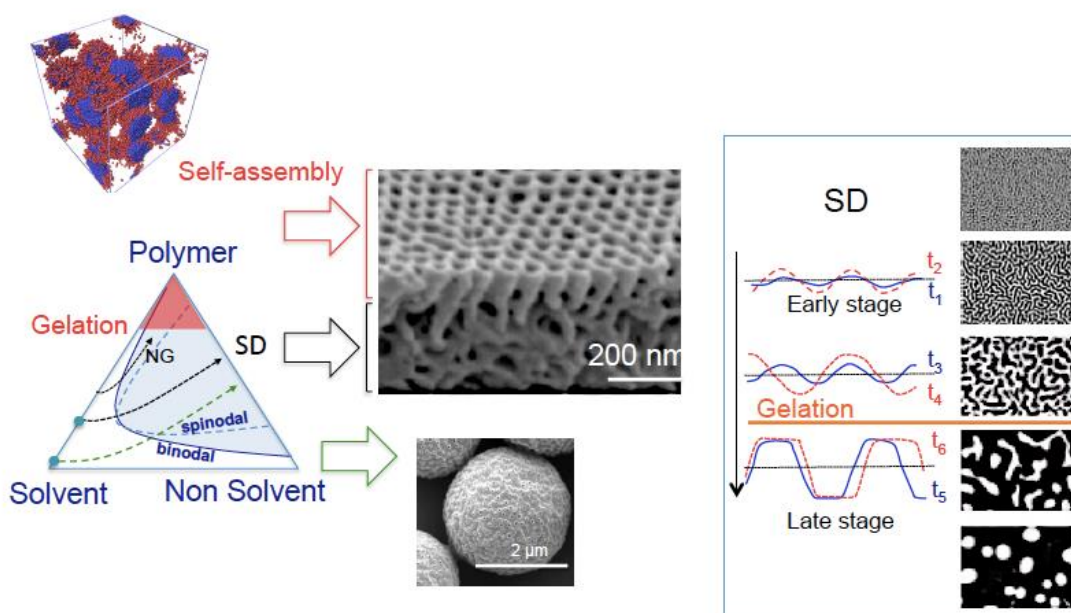 Self-assembly
Polymer
Gelation
NG
SD
spinodal
binodal
Solvent
Non Solvent
200 nm
2 μm
SD
t2
t1
Early stage
t3
t4
Gelation
t6
t5
Late stage